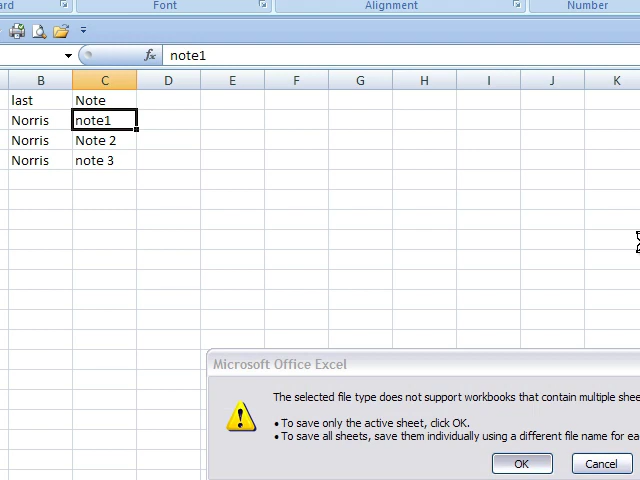 ard Font Alignment Number
fx note1
B C D E F G H I J K
last Note
Norris note1
Norris Note 2
Norris note 3
Microsoft Office Excel
The selected file type does not support workbooks that contain multiple shee
• To save only the active sheet, click OK.
• To save all sheets, save them individually using a different file name for ea
OK Cancel